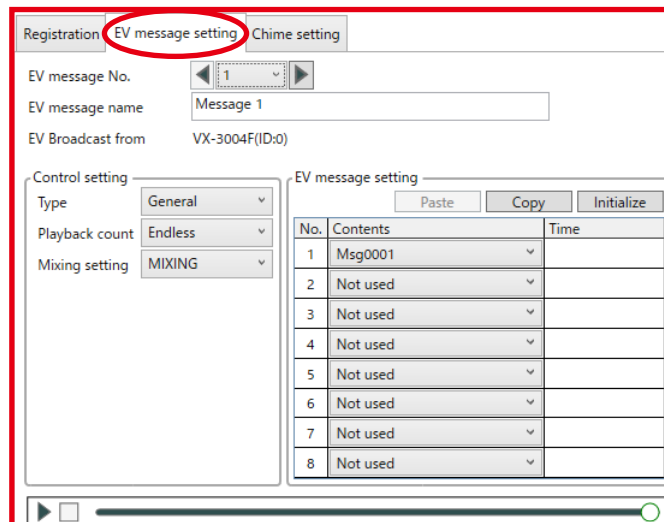 Registration EV message setting Chime setting
EV message No. 1
EV message name Message 1
EV Broadcast from VX-3004F(ID:0)
Control setting
Type General
Playback count Endless
Mixing setting MIXING
EV message setting
Paste Copy Initialize
No. Contents Time
1 Msg0001
2 Not used
3 Not used
4 Not used
5 Not used
6 Not used
7 Not used
8 Not used